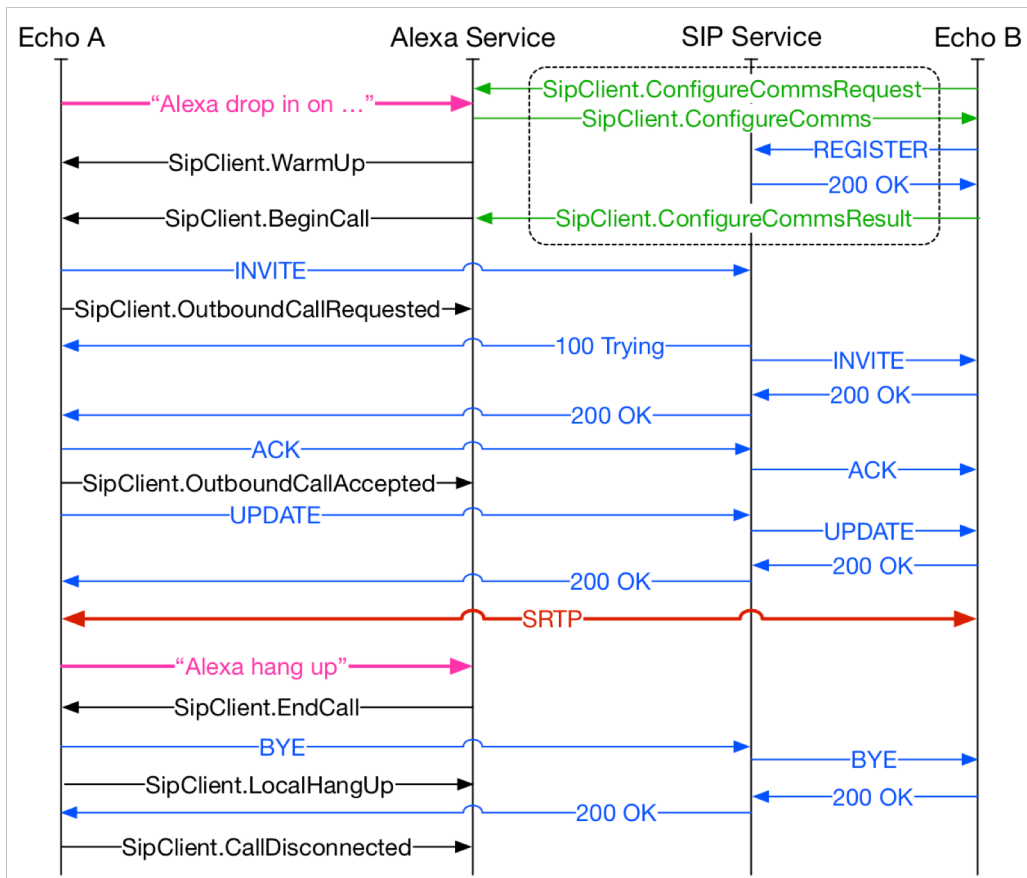 Echo A Alexa Service SIP Service Echo B
SipClient.ConfigureCommsRequest
“Alexa drop in on …”
SipClient.ConfigureComms
REGISTER
SipClient.WarmUp
200 OK
SipClient.BeginCall SipClient.ConfigureCommsResult
INVITE
SipClient.OutboundCallRequested
100 Trying
INVITE
200 OK
200 OK
ACK
ACK
SipClient.OutboundCallAccepted
UPDATE
UPDATE
200 OK
200 OK
SRTP
“Alexa hang up”
SipClient.EndCall
BYE
BYE
SipClient.LocalHangUp
200 OK
200 OK
SipClient.CallDisconnected